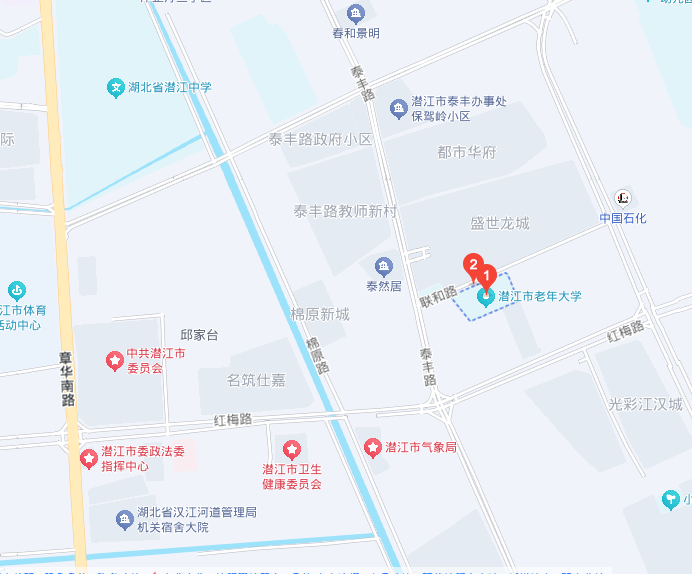 春和景明
湖北省潜江中学
泰丰路
潜江市泰丰办事处
保驾岭小区
际
泰丰路政府小区
都市华府
泰丰路教师新村
盛世龙城
中国石化
泰然居
2
1
联和路
潜江市老年大学
江市体育
活动中心
棉原新城
邱家台
棉原路
红梅路
中共潜江市
委员会
章华南路
名筑仕嘉
泰丰路
光彩江汉城
红梅路
潜江市委政法委
指挥中心
潜江市气象局
潜江市卫生
健康委员会
湖北省汉江河道管理局
机关宿舍大院
小